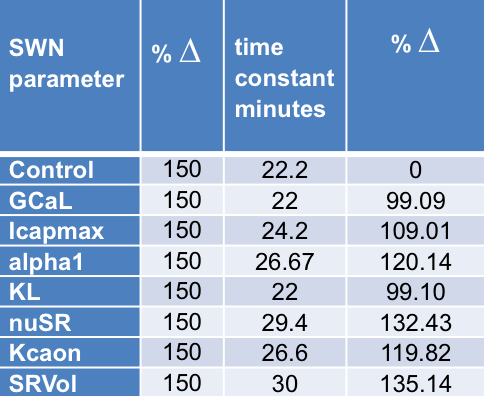 SWN parameter | % Δ | time constant minutes | % Δ
Control | 150 | 22.2 | 0
GCaL | 150 | 22 | 99.09
Icapmax | 150 | 24.2 | 109.01
alpha1 | 150 | 26.67 | 120.14
KL | 150 | 22 | 99.10
nuSR | 150 | 29.4 | 132.43
Kcaon | 150 | 26.6 | 119.82
SRVol | 150 | 30 | 135.14